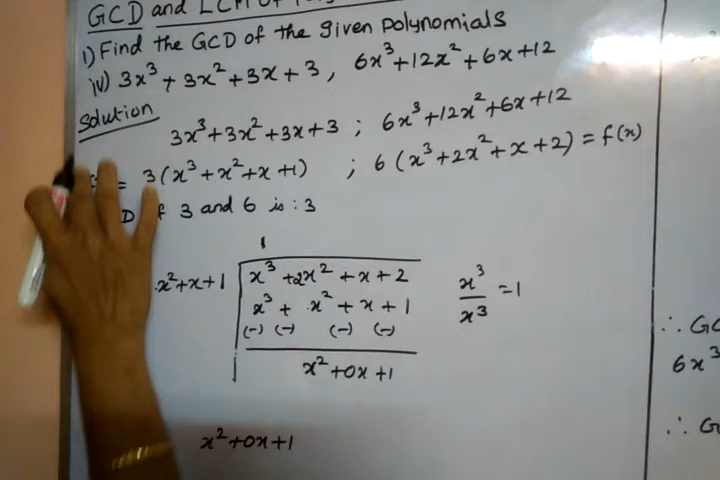 GCD and LCM of
1) Find the GCD of the given polynomials
iv) 3x³ + 3x² + 3x + 3 , 6x³ + 12x² + 6x + 12
Solution
3x³ + 3x² + 3x + 3 ; 6x³ + 12x² + 6x + 12
= 3(x³ + x² + x + 1) ; 6(x³ + 2x² + x + 2) = f(x)
3 and 6 is : 3
1
x² + x + 1 x³ + 2x² + x + 2 x³/x³ = 1
x³ + x² + x + 1
(-) (-) (-) (-)
x² + 0x + 1
x² + 0x + 1
∴ GC
6x³
∴ G